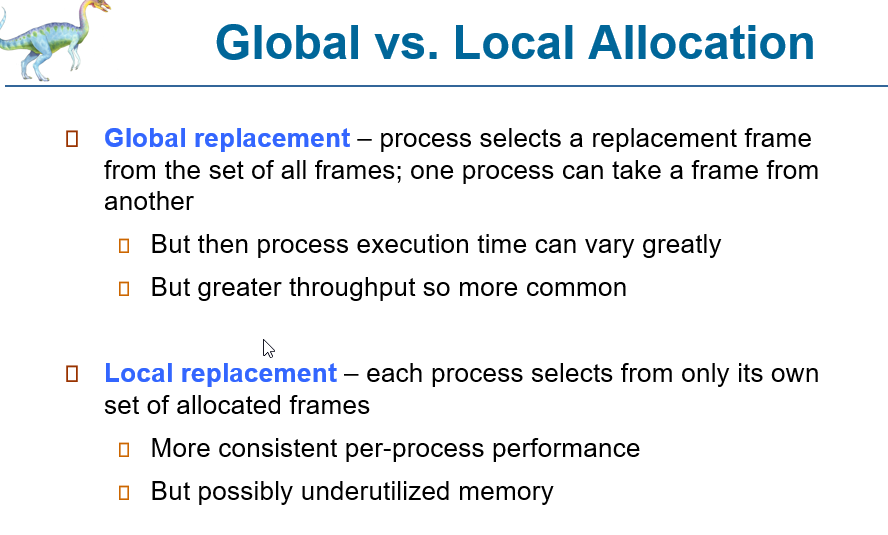 Global vs. Local Allocation
Global replacement – process selects a replacement frame
from the set of all frames; one process can take a frame from
another
But then process execution time can vary greatly
But greater throughput so more common
Local replacement – each process selects from only its own
set of allocated frames
More consistent per-process performance
But possibly underutilized memory